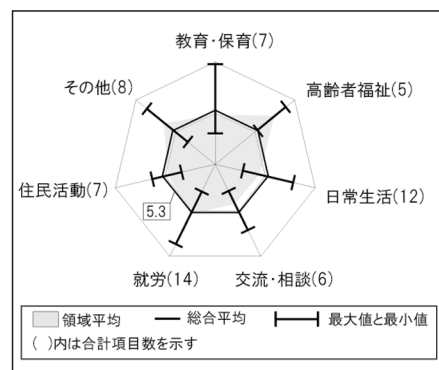 教育・保育(7)
その他(8)
高齢者福祉(5)
住民活動(7)
日常生活(12)
5.3
就労(14)
交流・相談(6)
領域平均 総合平均 最大値と最小値
( )内は合計項目数を示す